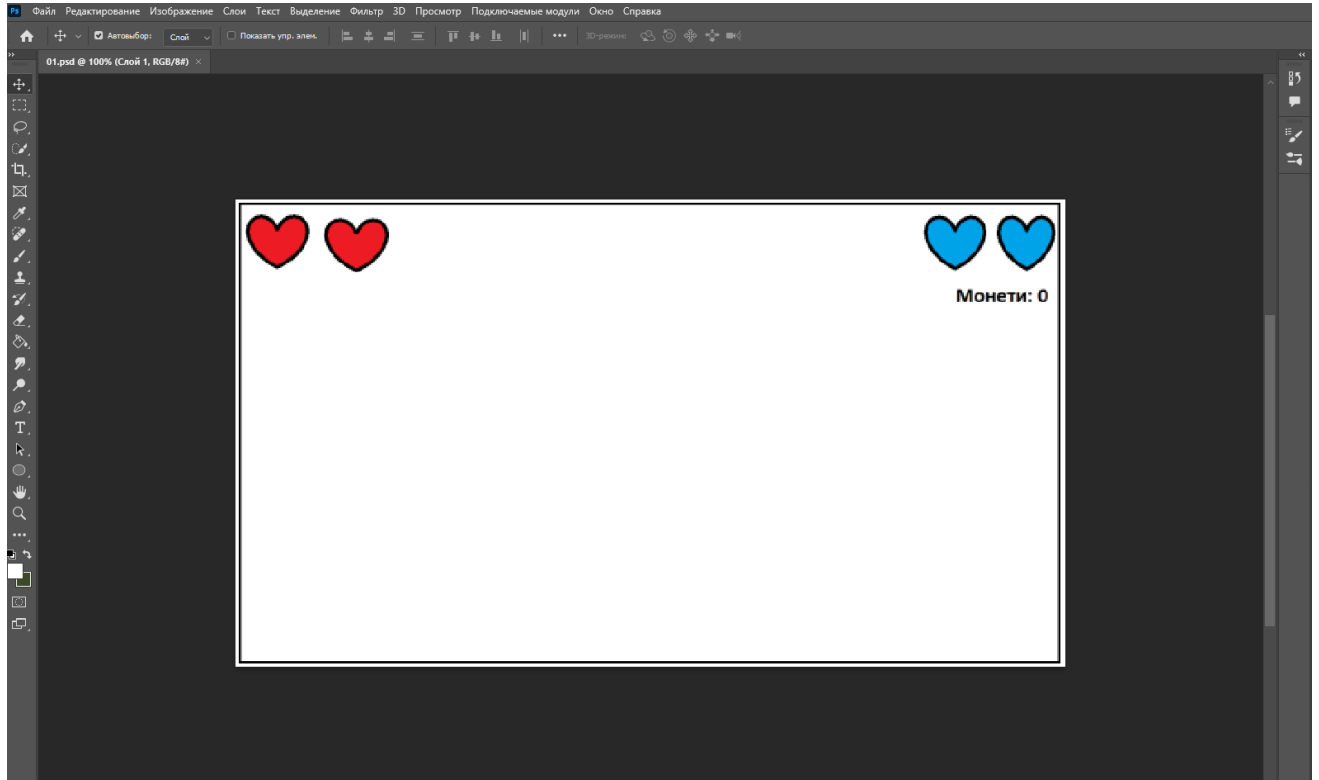 Ps Файл Редактирование Изображение Слои Текст Выделение Фильтр 3D Просмотр Подключаемые модули Окно Справка
Автовыбор: Слой Показать упр. элем. 3D-режим:
01.psd @ 100% (Слой 1, RGB/8#) ×
Монети: 0